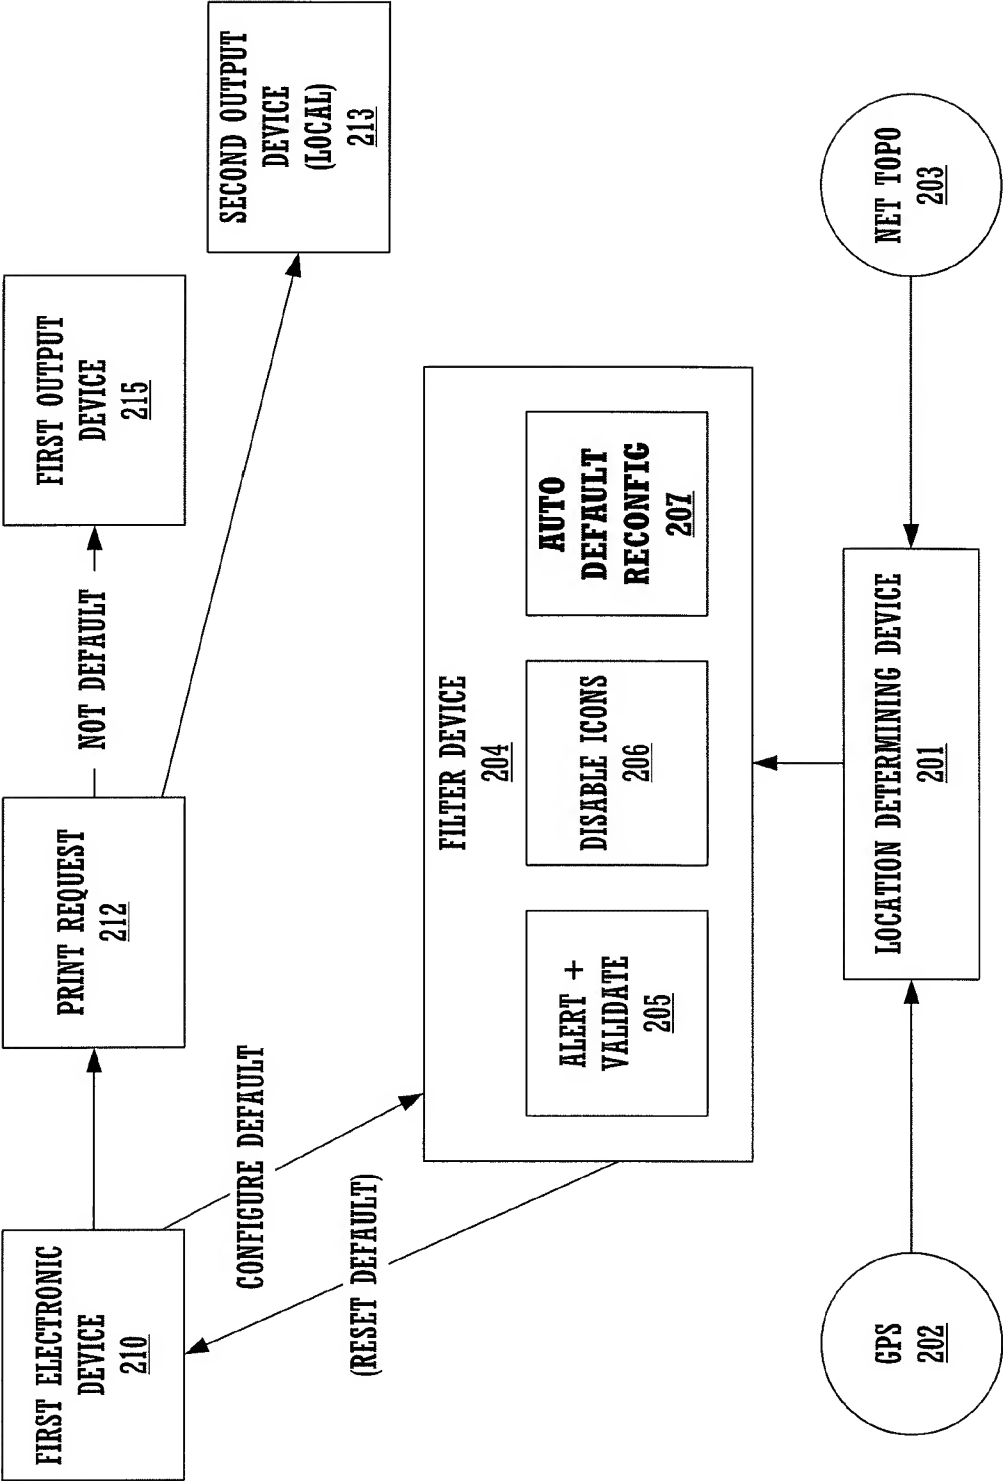 FIRST ELECTRONIC
DEVICE
210
PRINT REQUEST
212
NOT DEFAULT
FIRST OUTPUT
DEVICE
215
SECOND OUTPUT
DEVICE
(LOCAL)
213
CONFIGURE DEFAULT
(RESET DEFAULT)
FILTER DEVICE
204
ALERT +
VALIDATE
205
DISABLE ICONS
206
AUTO
DEFAULT
RECONFIG
207
GPS
202
LOCATION DETERMINING DEVICE
201
NET TOPO
203